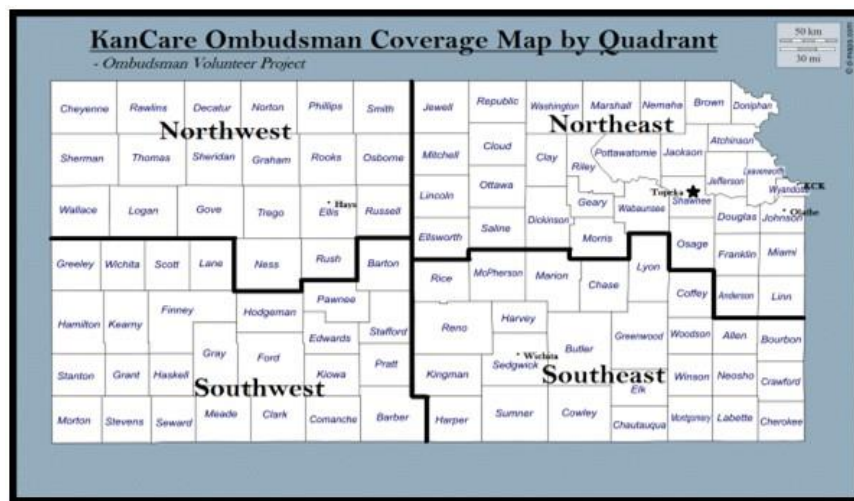 KanCare Ombudsman Coverage Map by Quadrant
- Ombudsman Volunteer Project
50 km
30 mi
© d-maps.com
Cheyenne Rawlins Decatur Norton Phillips Smith Jewell Republic Washington Marshall Nemaha Brown Doniphan
Northwest Northeast
Atchinson
Sherman Thomas Sheridan Graham Rooks Osborne Mitchell Cloud Clay Riley Pottawatomie Jackson
Jefferson Leavenworth
Wyandotte KCK
Topeka
Wallace Logan Gove Trego Ellis Hays Russell Lincoln Ottawa Geary Wabaunsee Shawnee Douglas Johnson
Olathe
Ellsworth Saline Dickinson Morris Osage Franklin Miami
Greeley Wichita Scott Lane Ness Rush Barton Rice McPherson Marion Chase Lyon Coffey Anderson Linn
Finney Hodgeman Pawnee
Hamilton Kearny Gray Ford Edwards Stafford Reno Harvey Butler Greenwood Woodson Allen Bourbon
Wichita
Stanton Grant Haskell Kiowa Pratt Kingman Sedgwick Elk Winson Neosho Crawford
Southwest Southeast
Morton Stevens Seward Meade Clark Comanche Barber Harper Sumner Cowley Chautauqua Montgomery Labette Cherokee